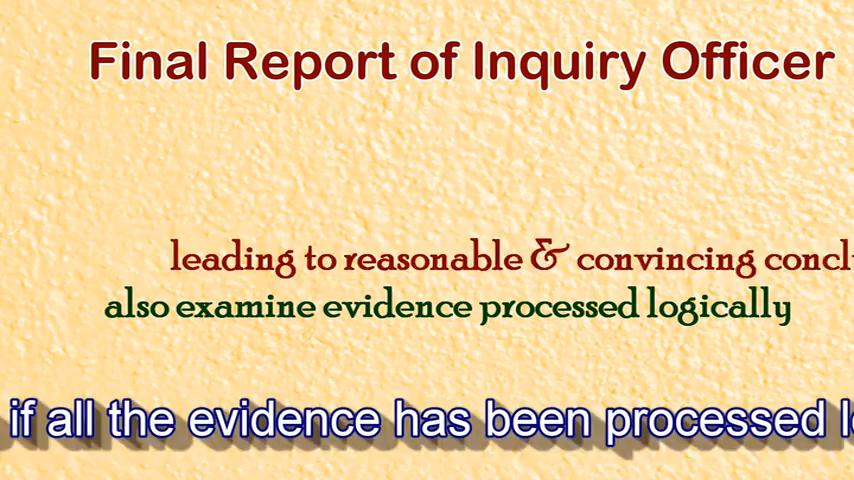 Final Report of Inquiry Officer
leading to reasonable & convincing
also examine evidence processed logically
if all the evidence has been processed